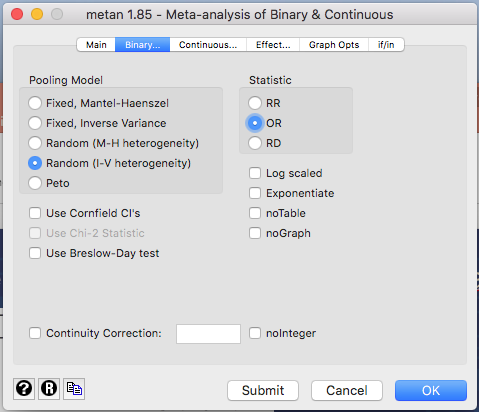 metan 1.85 - Meta-analysis of Binary & Continuous
Main Binary... Continuous... Effect... Graph Opts if/in
Pooling Model
Fixed, Mantel-Haenszel
Fixed, Inverse Variance
Random (M-H heterogeneity)
Random (I-V heterogeneity)
Peto
Use Cornfield CI's
Use Chi-2 Statistic
Use Breslow-Day test
Statistic
RR
OR
RD
Log scaled
Exponentiate
noTable
noGraph
Continuity Correction: noInteger
? R Submit Cancel OK